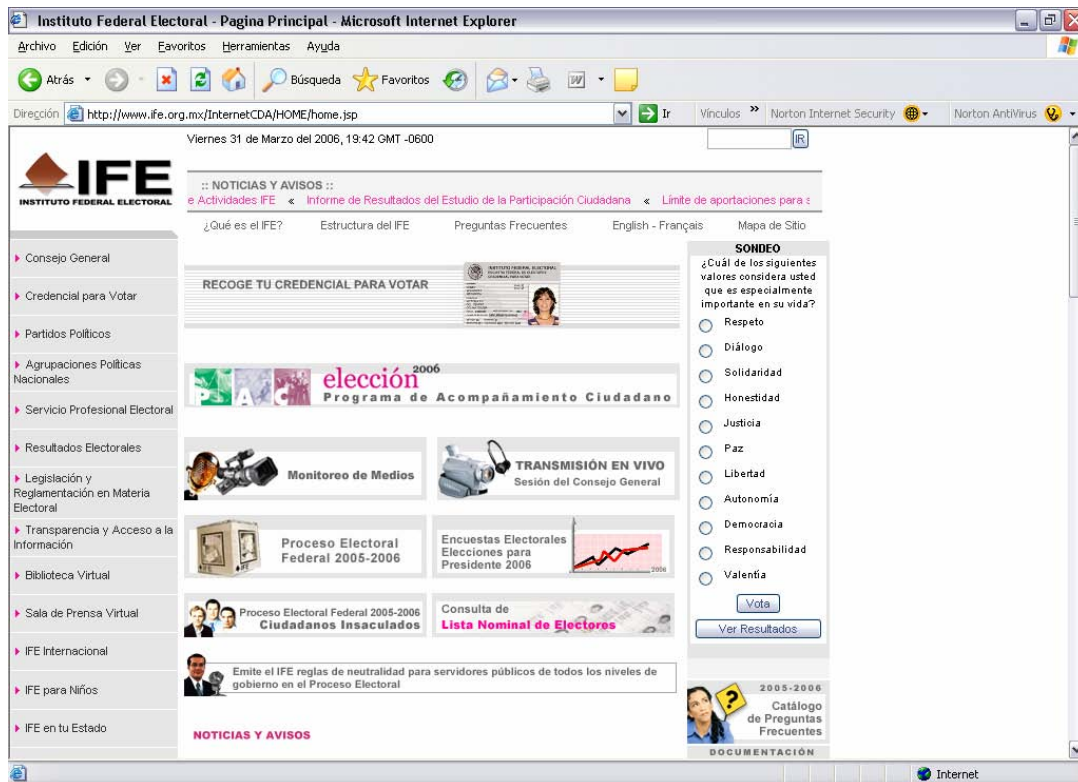 Instituto Federal Electoral - Pagina Principal - Microsoft Internet Explorer
Archivo Edición Ver Favoritos Herramientas Ayuda
Atrás Búsqueda Favoritos
Dirección http://www.ife.org.mx/InternetCDA/HOME/home.jsp Ir Vínculos » Norton Internet Security Norton AntiVirus
Viernes 31 de Marzo del 2006, 19:42 GMT -0600 IR
IFE
INSTITUTO FEDERAL ELECTORAL
:: NOTICIAS Y AVISOS ::
e Actividades IFE « Informe de Resultados del Estudio de la Participación Ciudadana « Límite de aportaciones para s
¿Qué es el IFE? Estructura del IFE Preguntas Frecuentes English - Français Mapa de Sitio
Consejo General
Credencial para Votar
Partidos Políticos
Agrupaciones Políticas
Nacionales
Servicio Profesional Electoral
Resultados Electorales
Legislación y
Reglamentación en Materia
Electoral
Transparencia y Acceso a la
Información
Biblioteca Virtual
Sala de Prensa Virtual
IFE Internacional
IFE para Niños
IFE en tu Estado
RECOGE TU CREDENCIAL PARA VOTAR
INSTITUTO FEDERAL ELECTORAL
PAC elección 2006
Programa de Acompañamiento Ciudadano
Monitoreo de Medios
TRANSMISIÓN EN VIVO
Sesión del Consejo General
Proceso Electoral
Federal 2005-2006
Encuestas Electorales
Elecciones para
Presidente 2006
2006
Proceso Electoral Federal 2005-2006
Ciudadanos Insaculados
Consulta de
Lista Nominal de Electores
Emite el IFE reglas de neutralidad para servidores públicos de todos los niveles de
gobierno en el Proceso Electoral
NOTICIAS Y AVISOS
SONDEO
¿Cuál de los siguientes
valores considera usted
que es especialmente
importante en su vida?
Respeto
Diálogo
Solidaridad
Honestidad
Justicia
Paz
Libertad
Autonomía
Democracia
Responsabilidad
Valentía
Vota
Ver Resultados
2005-2006
Catálogo
de Preguntas
Frecuentes
DOCUMENTACIÓN
Internet